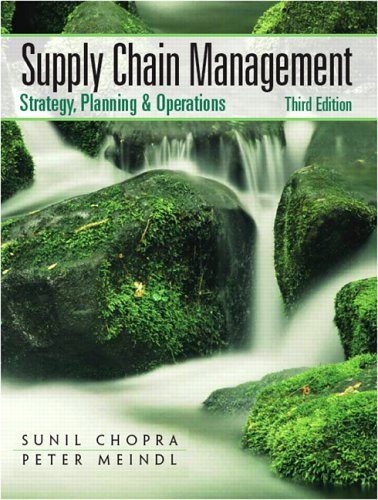 Supply Chain Management
Strategy, Planning & Operations Third Edition
SUNIL CHOPRA
PETER MEINDL